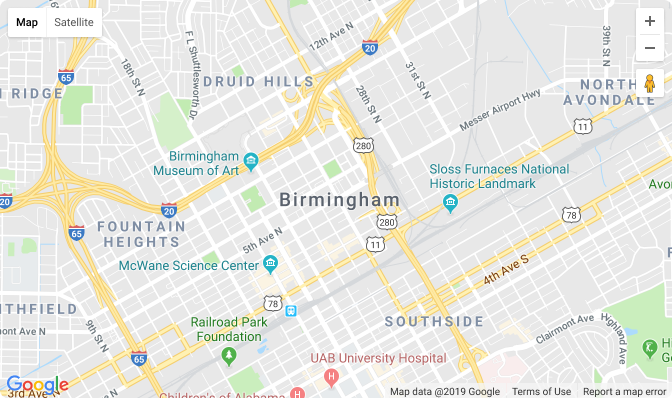 Map
Satellite
12th Ave N
39th St N
F L Shuttlesworth Dr
31st St N
20
65
18th St N
DRUID HILLS
28th St N
NORTH
AVONDALE
RIDGE
Messer Airport Hwy
11
280
Birmingham
Museum of Art
Sloss Furnaces National
Historic Landmark
Avon
Birmingham
20
20
78
FOUNTAIN
HEIGHTS
280
65
5th Ave N
11
McWane Science Center
4th Ave S
78
THFIELD
Railroad Park
Foundation
SOUTHSIDE
Clairmont Ave
Highland Ave
mont Ave N
9th St N
65
UAB University Hospital
H
Go
Google
3rd Ave N
Children's of Alabama
H
H
Map data @2019 Google
Terms of Use
Report a map error